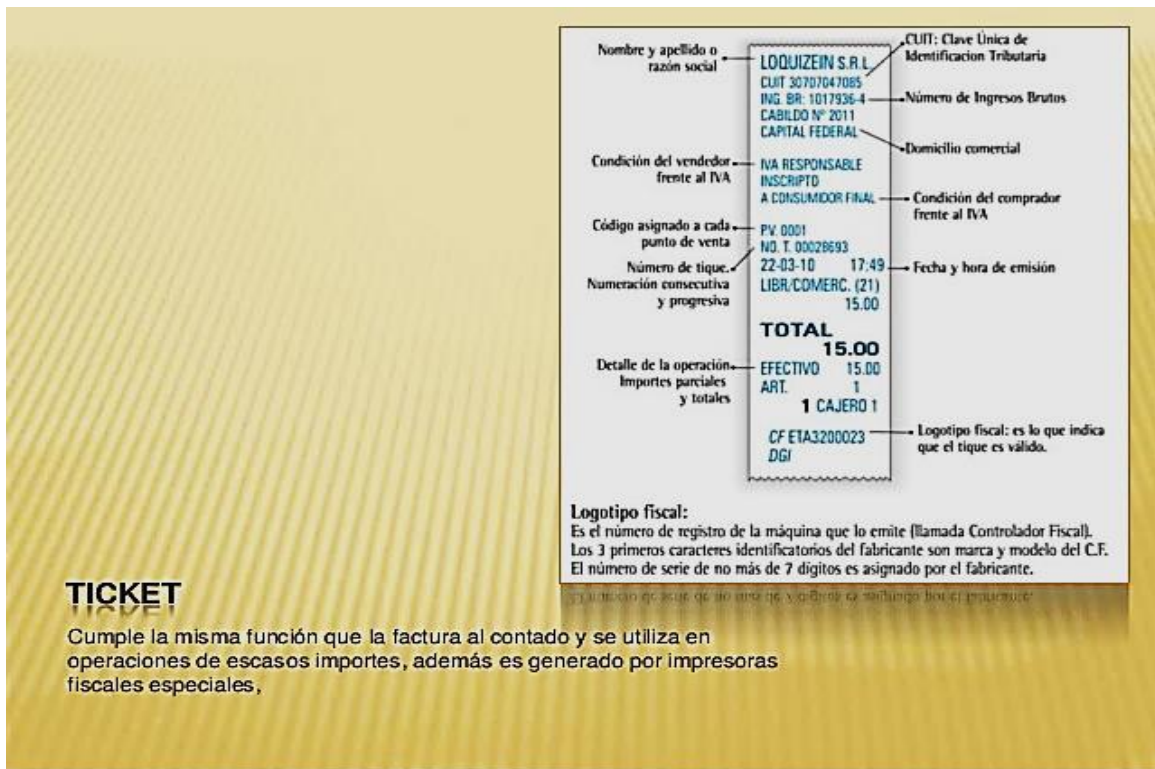 Nombre y apellido o
razón social
CUIT: Clave Única de
Identificacion Tributaria
Número de Ingresos Brutos
Domicilio comercial
Condición del vendedor
frente al IVA
Condición del comprador
frente al IVA
Código asignado a cada
punto de venta
Número de tique.
Numeración consecutiva
y progresiva
Fecha y hora de emisión
Detalle de la operación
Importes parciales
y totales
Logotipo fiscal: es lo que indica
que el tique es válido.
LOQUIZEIN S.R.L.
CUIT 30707047085
ING. BR: 1017936-4
CABILDO Nº 2011
CAPITAL FEDERAL
IVA RESPONSABLE
INSCRIPTO
A CONSUMIDOR FINAL
PV. 0001
NO. T. 00028693
22-03-10 17:49
LIBR/COMERC. (21)
15.00
TOTAL
15.00
EFECTIVO 15.00
ART. 1
1 CAJERO 1
CF ETA3200023
DGI
Logotipo fiscal:
Es el número de registro de la máquina que lo emite (llamada Controlador Fiscal).
Los 3 primeros caracteres identificatorios del fabricante son marca y modelo del C.F.
El número de serie de no más de 7 dígitos es asignado por el fabricante.
TICKET
Cumple la misma función que la factura al contado y se utiliza en
operaciones de escasos importes, además es generado por impresoras
fiscales especiales,